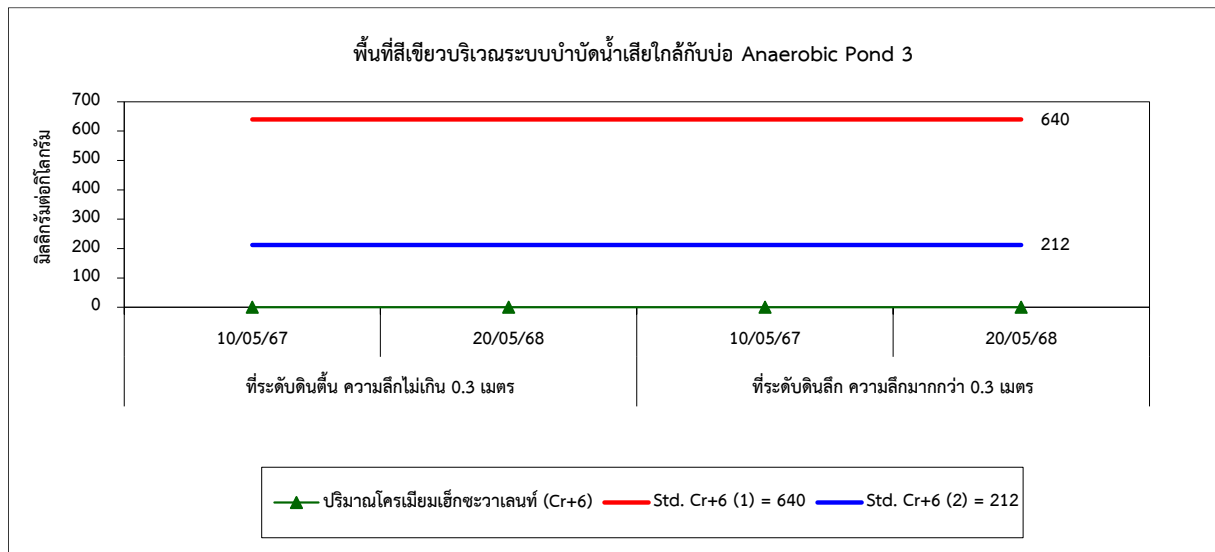 พื้นที่สีเขียวบริเวณระบบบำบัดน้ำเสียใกล้กับบ่อ Anaerobic Pond 3
มิลลิกรัมต่อกิโลกรัม
700
600
500
400
300
200
100
0
640
212
10/05/67 20/05/68 10/05/67 20/05/68
ที่ระดับดินตื้น ความลึกไม่เกิน 0.3 เมตร ที่ระดับดินลึก ความลึกมากกว่า 0.3 เมตร
ปริมาณโครเมียมเฮ็กซะวาเลนท์ (Cr+6) Std. Cr+6 (1) = 640 Std. Cr+6 (2) = 212